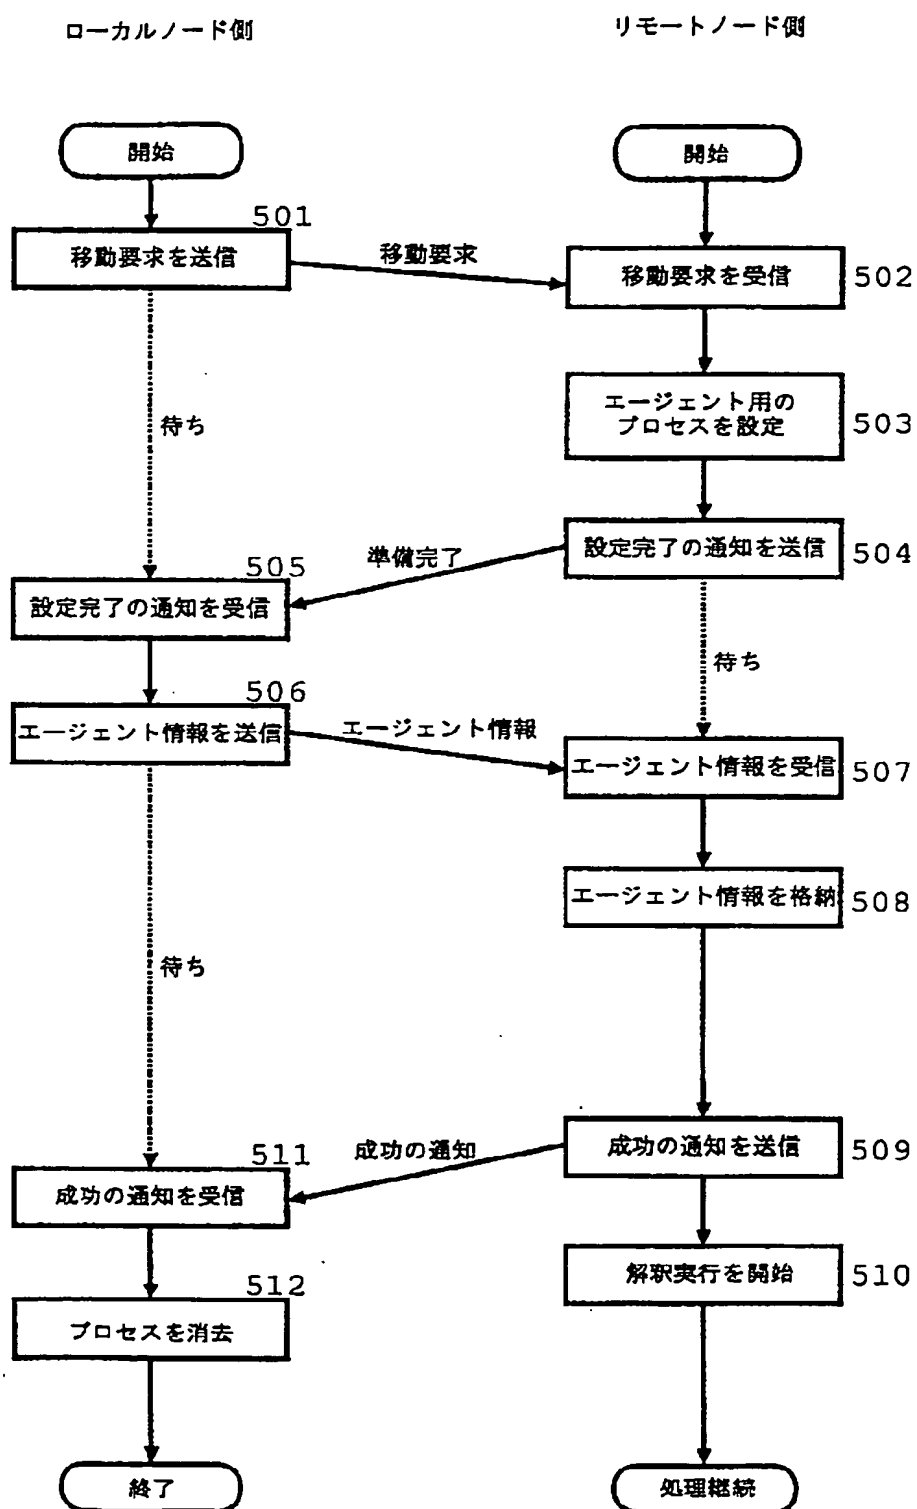 ローカルノード側
リモートノード側
開始
開始
501
移動要求を送信
移動要求
移動要求を受信
502
待ち
エージェント用の
プロセスを設定
503
設定完了の通知を送信
504
準備完了
505
設定完了の通知を受信
待ち
506
エージェント情報を送信
エージェント情報
エージェント情報を受信
507
エージェント情報を格納
508
待ち
成功の通知を送信
509
成功の通知
511
成功の通知を受信
解釈実行を開始
510
512
プロセスを消去
終了
処理継続